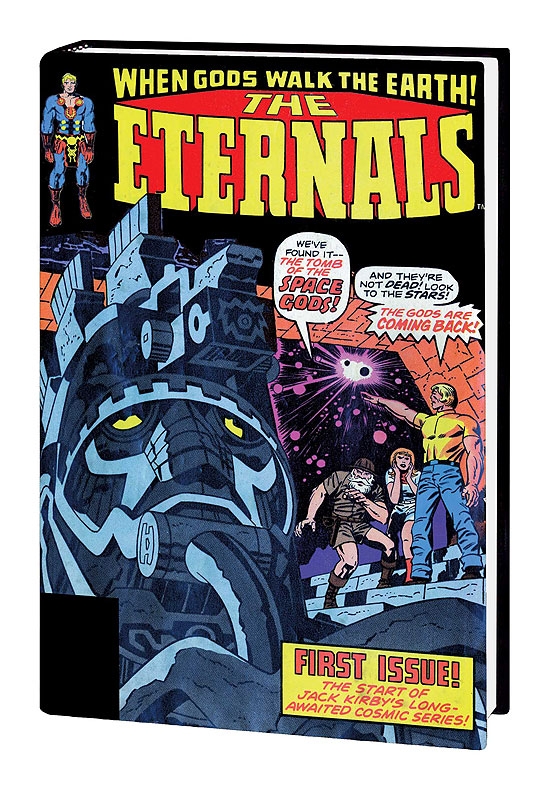 WHEN GODS WALK THE EARTH!
THE
ETERNALS
TM
WE'VE
FOUND IT--
THE TOMB
OF THE
SPACE
GODS!
AND THEY'RE
NOT DEAD! LOOK
TO THE STARS!
THE GODS ARE
COMING BACK!
FIRST ISSUE!
THE START OF
JACK KIRBY'S LONG-
AWAITED COSMIC SERIES!